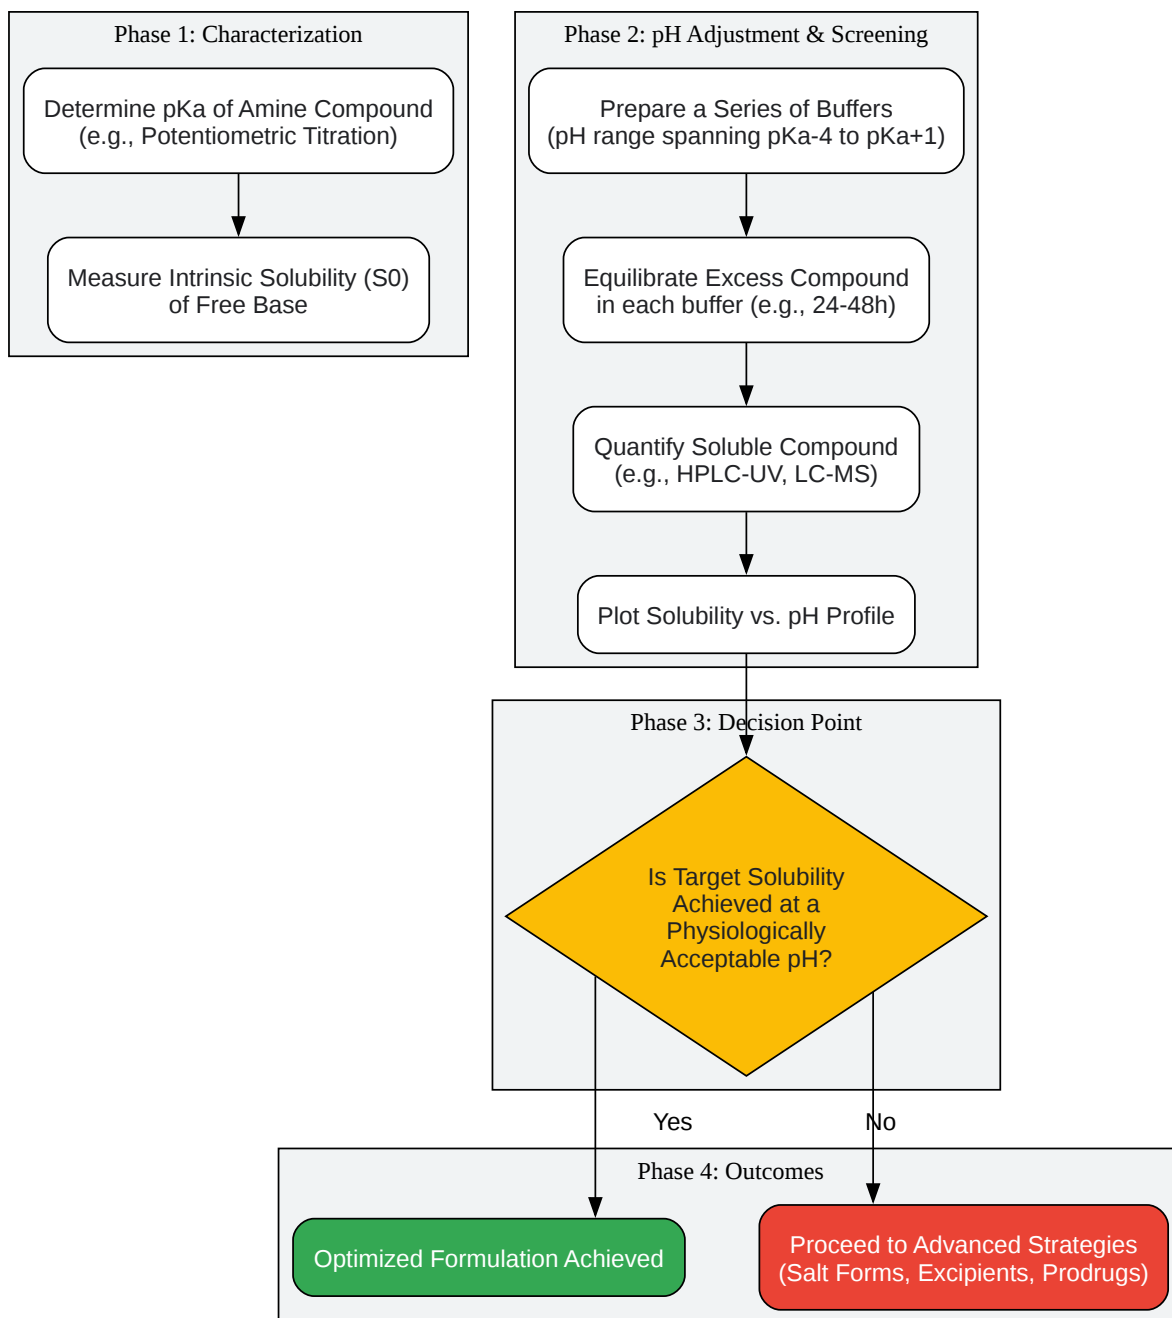 Phase 1: Characterization
Determine pKa of Amine Compound
(e.g., Potentiometric Titration)
Measure Intrinsic Solubility (S0)
of Free Base
Phase 2: pH Adjustment & Screening
Prepare a Series of Buffers
(pH range spanning pKa-4 to pKa+1)
Equilibrate Excess Compound
in each buffer (e.g., 24-48h)
Quantify Soluble Compound
(e.g., HPLC-UV, LC-MS)
Plot Solubility vs. pH Profile
Phase 3: Decision Point
Is Target Solubility
Achieved at a
Physiologically
Acceptable pH?
Yes
No
Phase 4: Outcomes
Optimized Formulation Achieved
Proceed to Advanced Strategies
(Salt Forms, Excipients, Prodrugs)